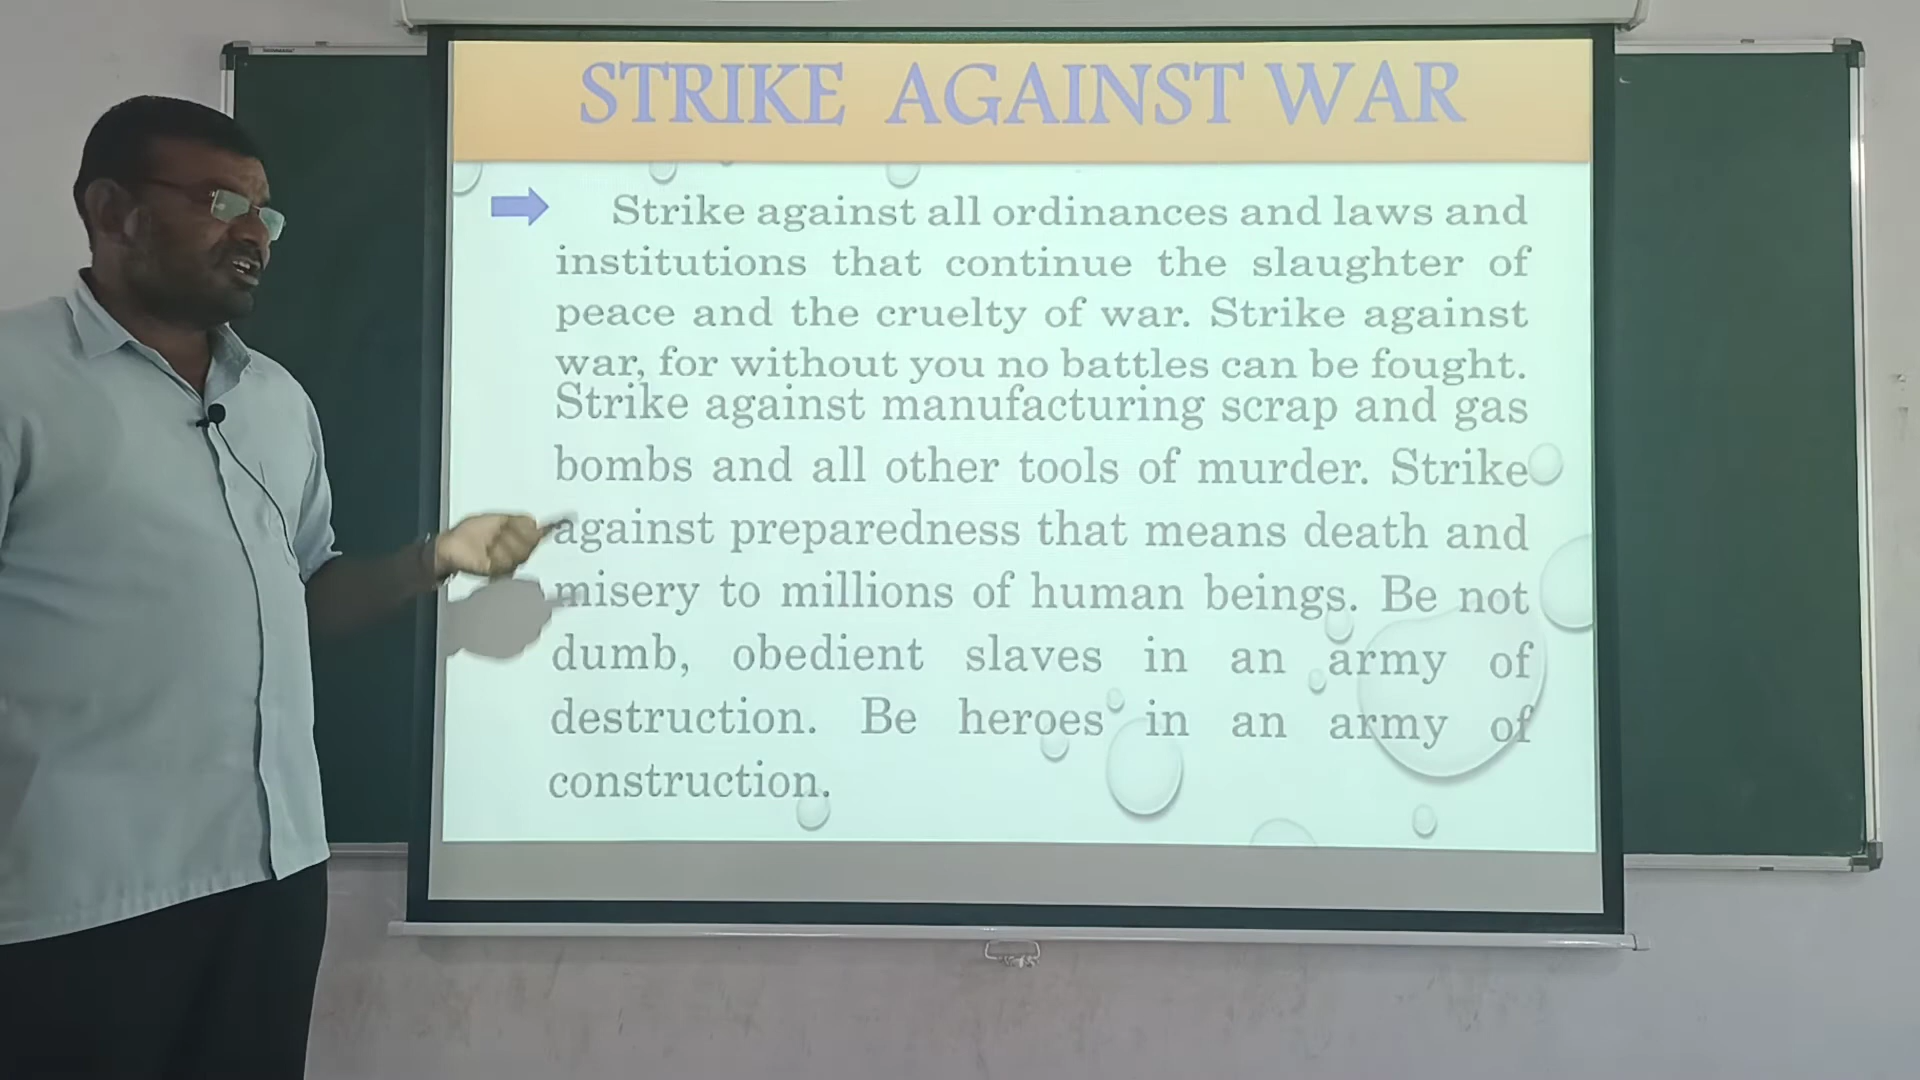 STRIKE AGAINST WAR
Strike against all ordinances and laws and
institutions that continue the slaughter of
peace and the cruelty of war. Strike against
war, for without you no battles can be fought.
Strike against manufacturing scrap and gas
bombs and all other tools of murder. Strike
against preparedness that means death and
misery to millions of human beings. Be not
dumb, obedient slaves in an army of
destruction. Be heroes in an army of
construction.